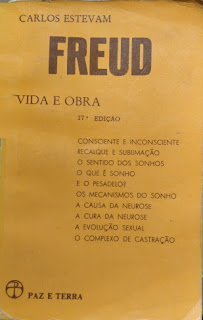 CARLOS ESTEVAM
FREUD
VIDA E OBRA
17ª EDIÇÃO
CONSCIENTE E INCONSCIENTE
RECALQUE E SUBLIMAÇÃO
O SENTIDO DOS SONHOS
O QUE É SONHO
E O PESADELO?
OS MECANISMOS DO SONHO
A CAUSA DA NEUROSE
A CURA DA NEUROSE
A EVOLUÇÃO SEXUAL
O COMPLEXO DE CASTRAÇÃO
PAZ E TERRA